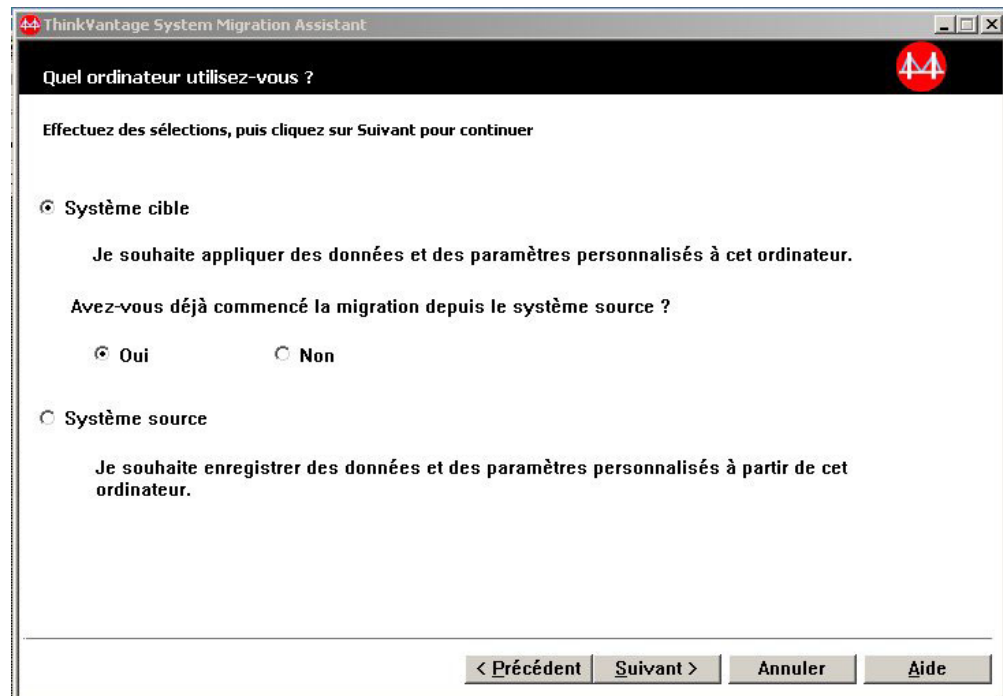 ThinkVantage System Migration Assistant
Quel ordinateur utilisez-vous ?
Effectuez des sélections, puis cliquez sur Suivant pour continuer
Système cible
Je souhaite appliquer des données et des paramètres personnalisés à cet ordinateur.
Avez-vous déjà commencé la migration depuis le système source ?
Oui Non
Système source
Je souhaite enregistrer des données et des paramètres personnalisés à partir de cet
ordinateur.
< Précédent Suivant > Annuler Aide